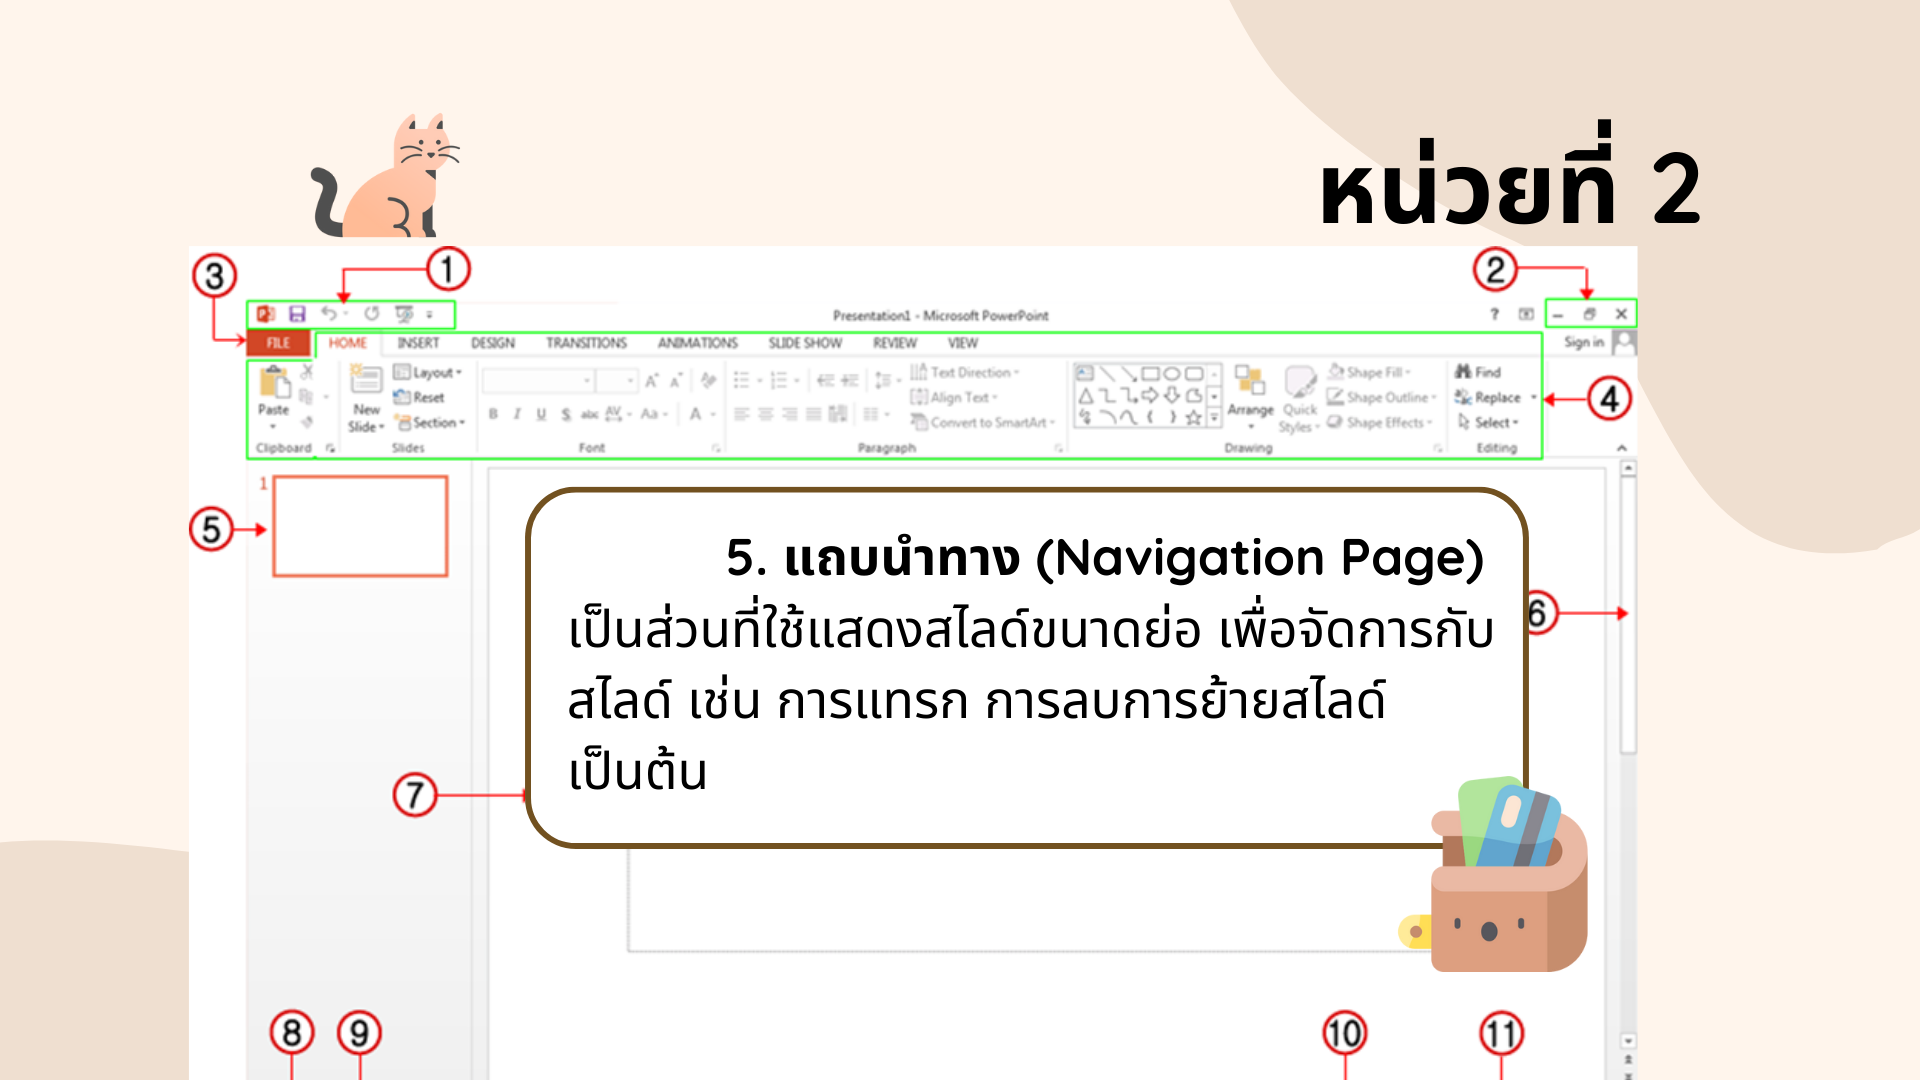 หน่วยที่ 2
3
1
2
Presentation1 - Microsoft PowerPoint
?
FILE HOME INSERT DESIGN TRANSITIONS ANIMATIONS SLIDE SHOW REVIEW VIEW Sign in
Layout Text Direction Shape Fill Find
Reset Align Text Shape Outline Replace
4
Paste New Slide Section B I U S abc AV Aa A Convert to SmartArt Arrange Quick Styles Shape Effects Select
Clipboard Slides Font Paragraph Drawing Editing
1
5
5. แถบนำทาง (Navigation Page)
เป็นส่วนที่ใช้แสดงสไลด์ขนาดย่อ เพื่อจัดการกับ
สไลด์ เช่น การแทรก การลบการย้ายสไลด์
เป็นต้น
6
7
8
9
10
11